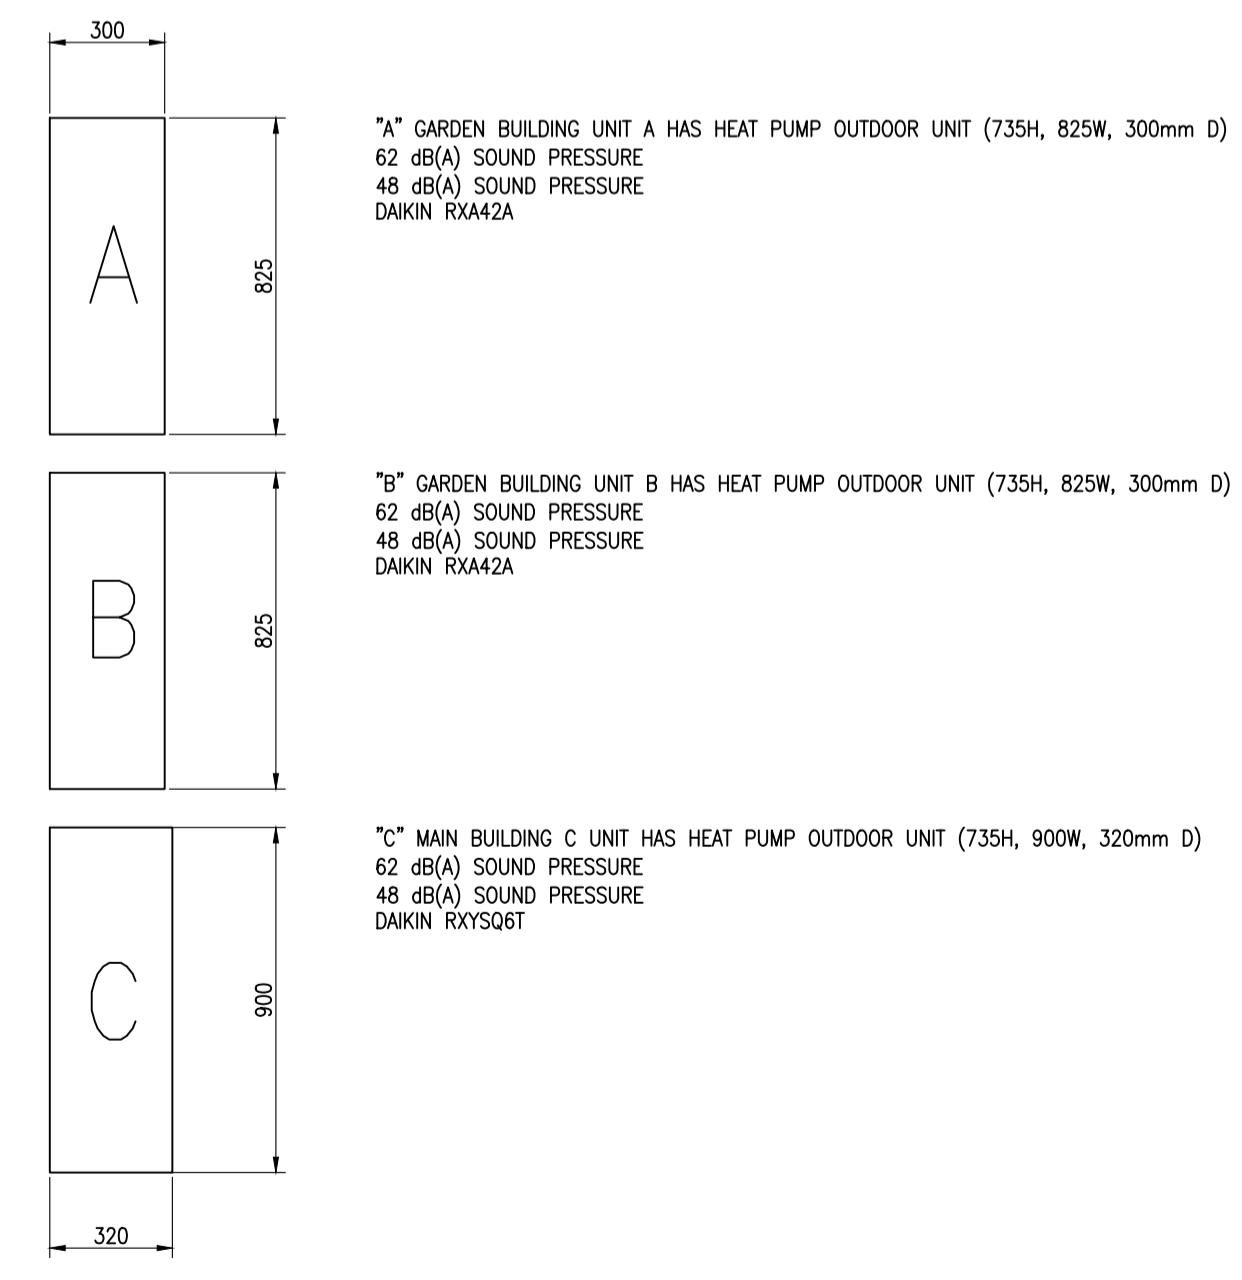 300
"A" GARDEN BUILDING UNIT A HAS HEAT PUMP OUTDOOR UNIT (735H, 825W, 300mm D)
62 dB(A) SOUND PRESSURE
48 dB(A) SOUND PRESSURE
DAIKIN RXA42A
A
825
"B" GARDEN BUILDING UNIT B HAS HEAT PUMP OUTDOOR UNIT (735H, 825W, 300mm D)
62 dB(A) SOUND PRESSURE
48 dB(A) SOUND PRESSURE
DAIKIN RXA42A
B
825
"C" MAIN BUILDING C UNIT HAS HEAT PUMP OUTDOOR UNIT (735H, 900W, 320mm D)
62 dB(A) SOUND PRESSURE
48 dB(A) SOUND PRESSURE
DAIKIN RXYSQ6T
C
900
320